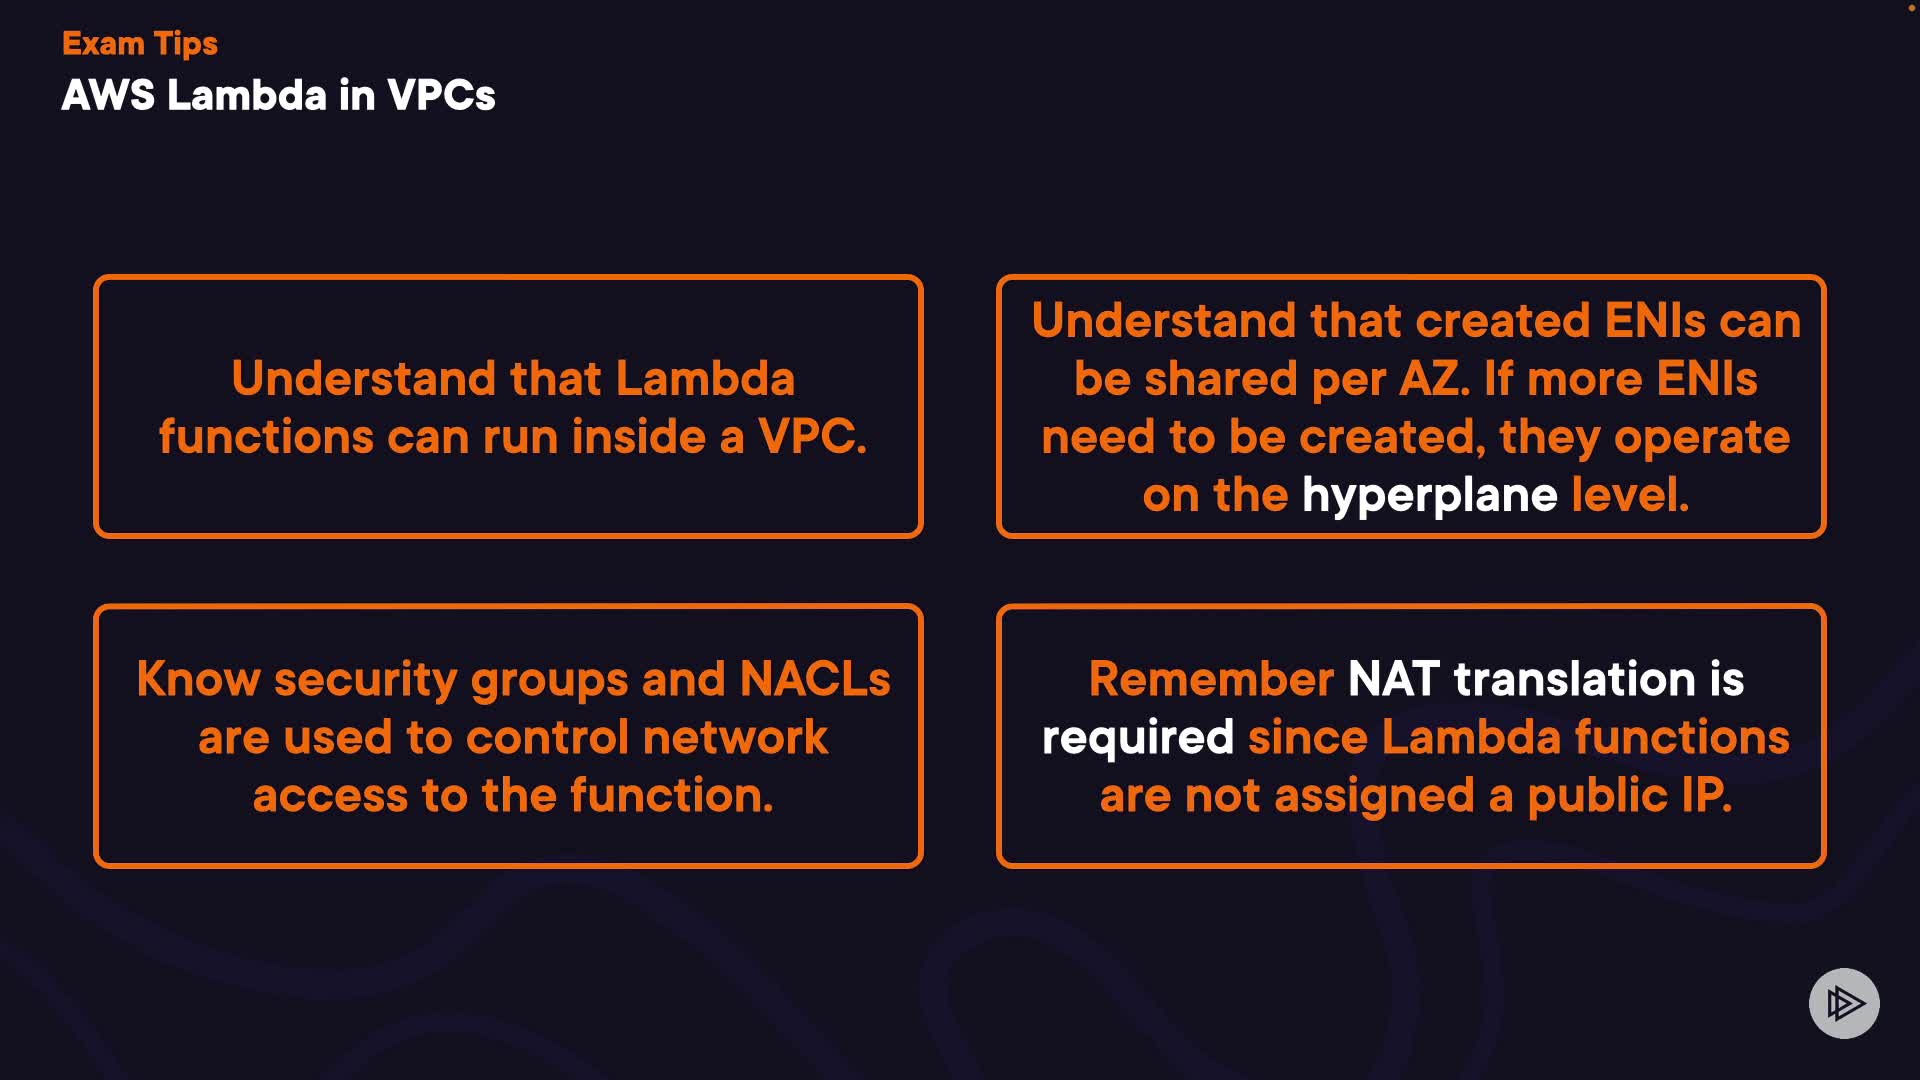 Exam Tips
AWS Lambda in VPCs
Understand that Lambda
functions can run inside a VPC.
Understand that created ENIs can
be shared per AZ. If more ENIs
need to be created, they operate
on the hyperplane level.
Know security groups and NACLs
are used to control network
access to the function.
Remember NAT translation is
required since Lambda functions
are not assigned a public IP.